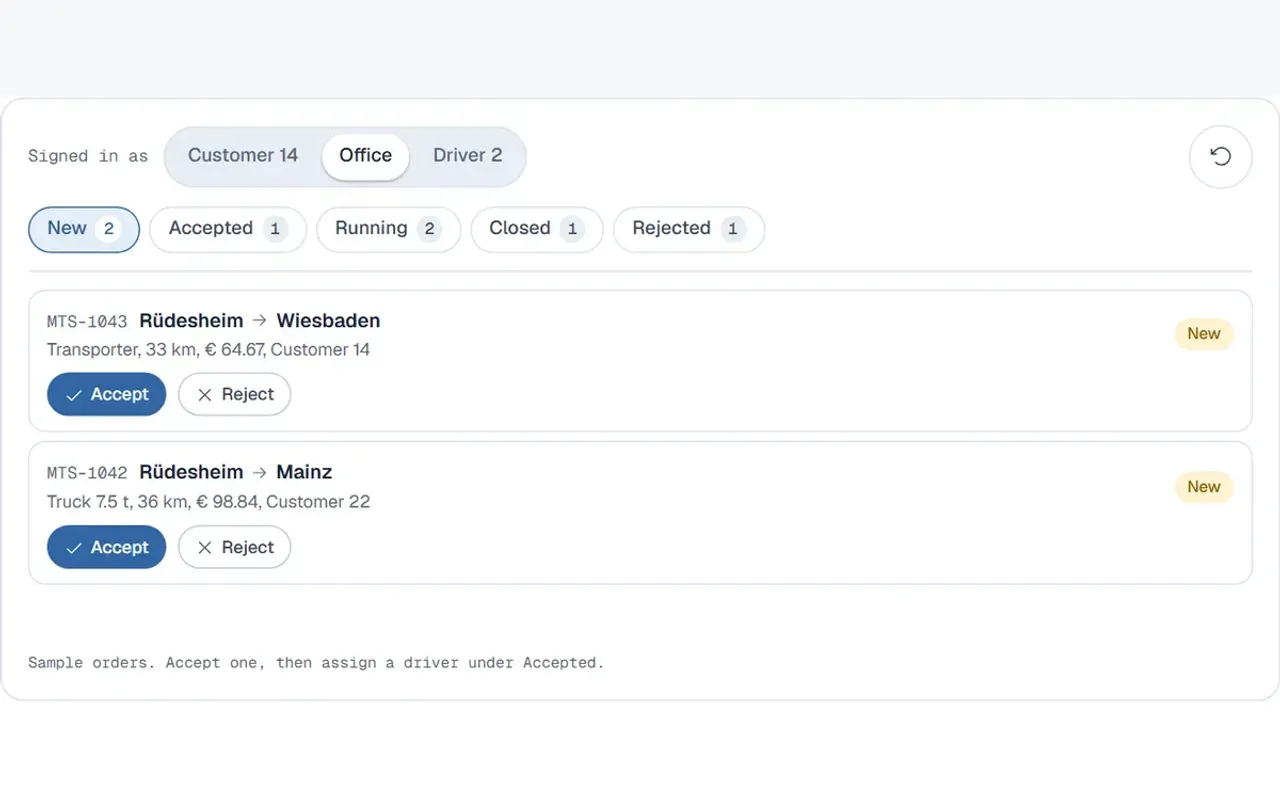 Signed in as Customer 14 Office Driver 2
New 2 Accepted 1 Running 2 Closed 1 Rejected 1
MTS-1043 Rüdesheim → Wiesbaden
New
Transporter, 33 km, € 64.67, Customer 14
Accept Reject
MTS-1042 Rüdesheim → Mainz
New
Truck 7.5 t, 36 km, € 98.84, Customer 22
Accept Reject
Sample orders. Accept one, then assign a driver under Accepted.